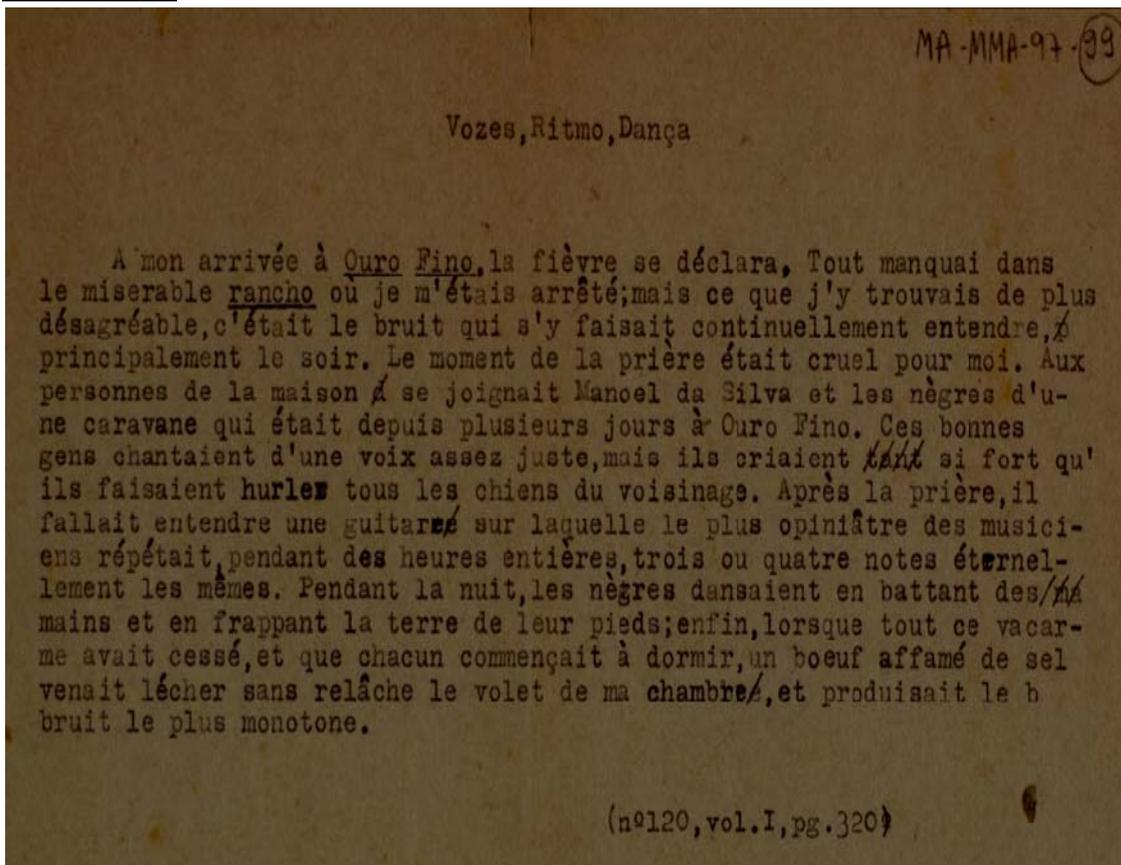 MA-MMA-97-99
Vozes,Ritmo,Dança
A mon arrivée à Ouro Fino,la fièvre se déclara, Tout manquai dans
le miserable rancho où je m'étais arrêté;mais ce que j'y trouvais de plus
désagréable,c'était le bruit qui s'y faisait continuellement entendre,
principalement le soir. Le moment de la prière était cruel pour moi. Aux
personnes de la maison se joignait Manoel da Silva et les nègres d'u-
ne caravane qui était depuis plusieurs jours à Ouro Fino. Ces bonnes
gens chantaient d'une voix assez juste,mais ils criaient si fort qu'
ils faisaient hurler tous les chiens du voisinage. Après la prière,il
fallait entendre une guitare sur laquelle le plus opiniâtre des musici-
ens répétait,pendant des heures entières,trois ou quatre notes éternel-
lement les mêmes. Pendant la nuit,les nègres dansaient en battant des/
mains et en frappant la terre de leur pieds;enfin,lorsque tout ce vacar-
me avait cessé,et que chacun commençait à dormir,un boeuf affamé de sel
venait lécher sans relâche le volet de ma chambre,et produisait le b
bruit le plus monotone.
(nº120,vol.I,pg.320)